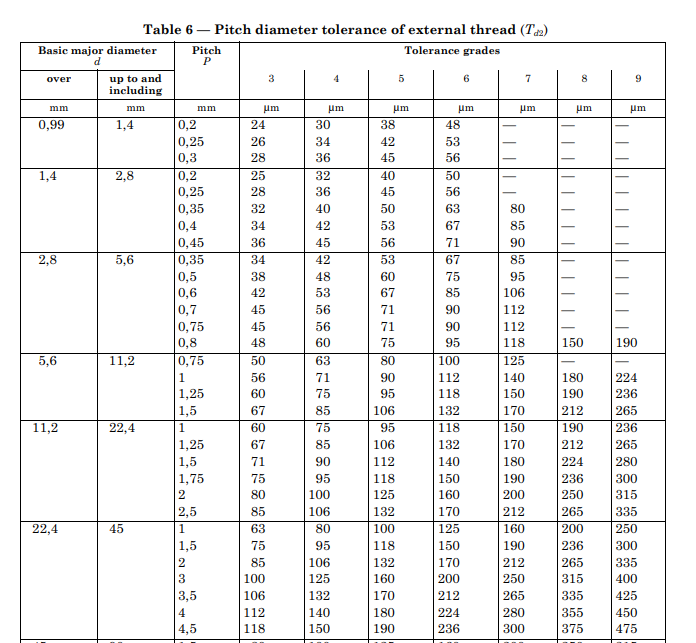 Table 6 — Pitch diameter tolerance of external thread (Td2)
Basic major diameter d Pitch P Tolerance grades
over up to and including 3 4 5 6 7 8 9
mm mm mm μm μm μm μm μm μm μm
0,99 1,4 0,2 24 30 38 48 — — —
0,25 26 34 42 53 — — —
0,3 28 36 45 56 — — —
1,4 2,8 0,2 25 32 40 50 — — —
0,25 28 36 45 56 — — —
0,35 32 40 50 63 80 — —
0,4 34 42 53 67 85 — —
0,45 36 45 56 71 90 — —
2,8 5,6 0,35 34 42 53 67 85 — —
0,5 38 48 60 75 95 — —
0,6 42 53 67 85 106 — —
0,7 45 56 71 90 112 — —
0,75 45 56 71 90 112 — —
0,8 48 60 75 95 118 150 190
5,6 11,2 0,75 50 63 80 100 125 — —
1 56 71 90 112 140 180 224
1,25 60 75 95 118 150 190 236
1,5 67 85 106 132 170 212 265
11,2 22,4 1 60 75 95 118 150 190 236
1,25 67 85 106 132 170 212 265
1,5 71 90 112 140 180 224 280
1,75 75 95 118 150 190 236 300
2 80 100 125 160 200 250 315
2,5 85 106 132 170 212 265 335
22,4 45 1 63 80 100 125 160 200 250
1,5 75 95 118 150 190 236 300
2 85 106 132 170 212 265 335
3 100 125 160 200 250 315 400
3,5 106 132 170 212 265 335 425
4 112 140 180 224 280 355 450
4,5 118 150 190 236 300 375 475